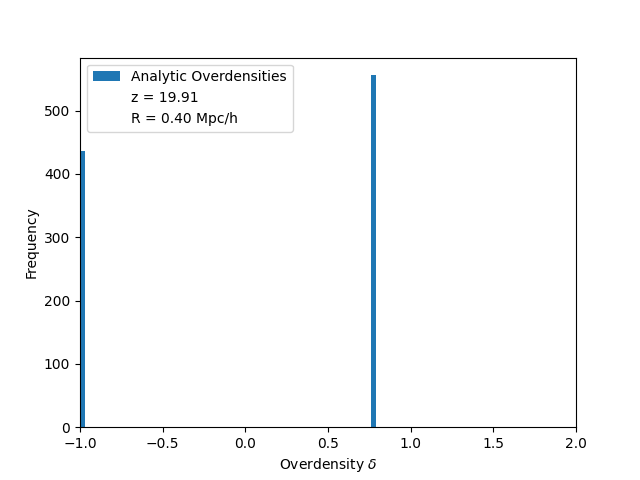 Analytic Overdensities
z = 19.91
R = 0.40 Mpc/h
500
400
300
200
100
0
Frequency
−1.0 −0.5 0.0 0.5 1.0 1.5 2.0
Overdensity δ